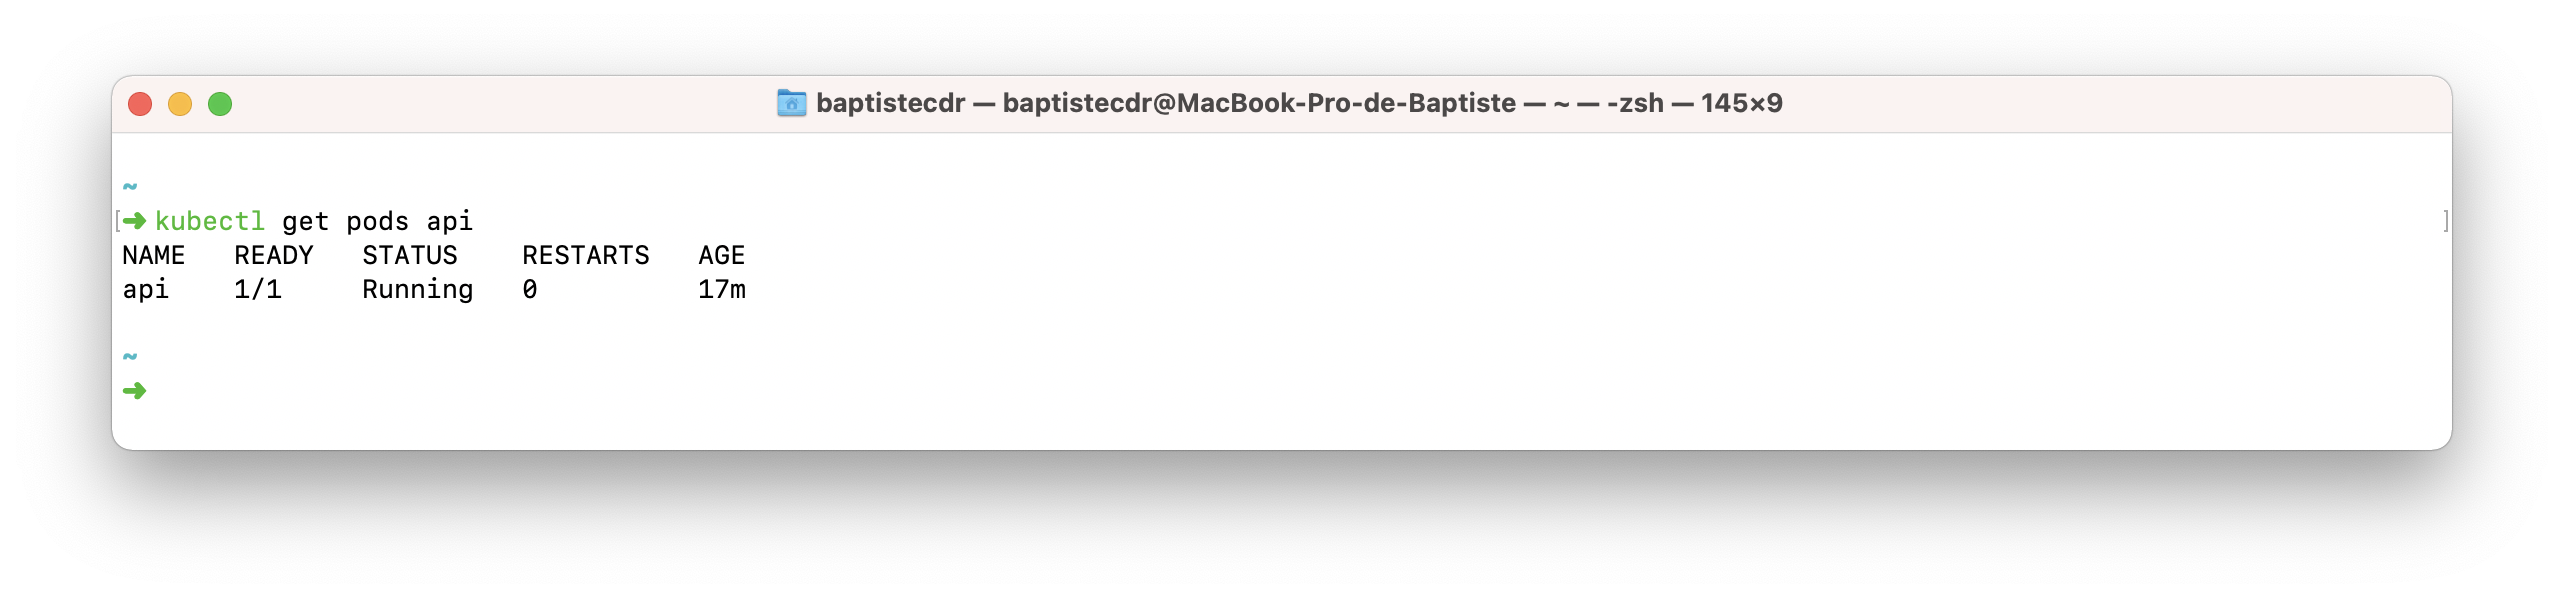 baptistecdr — baptistecdr@MacBook-Pro-de-Baptiste — ~ — -zsh — 145×9
~
[➜ kubectl get pods api ]
NAME   READY   STATUS    RESTARTS   AGE
api    1/1     Running   0          17m
~
➜